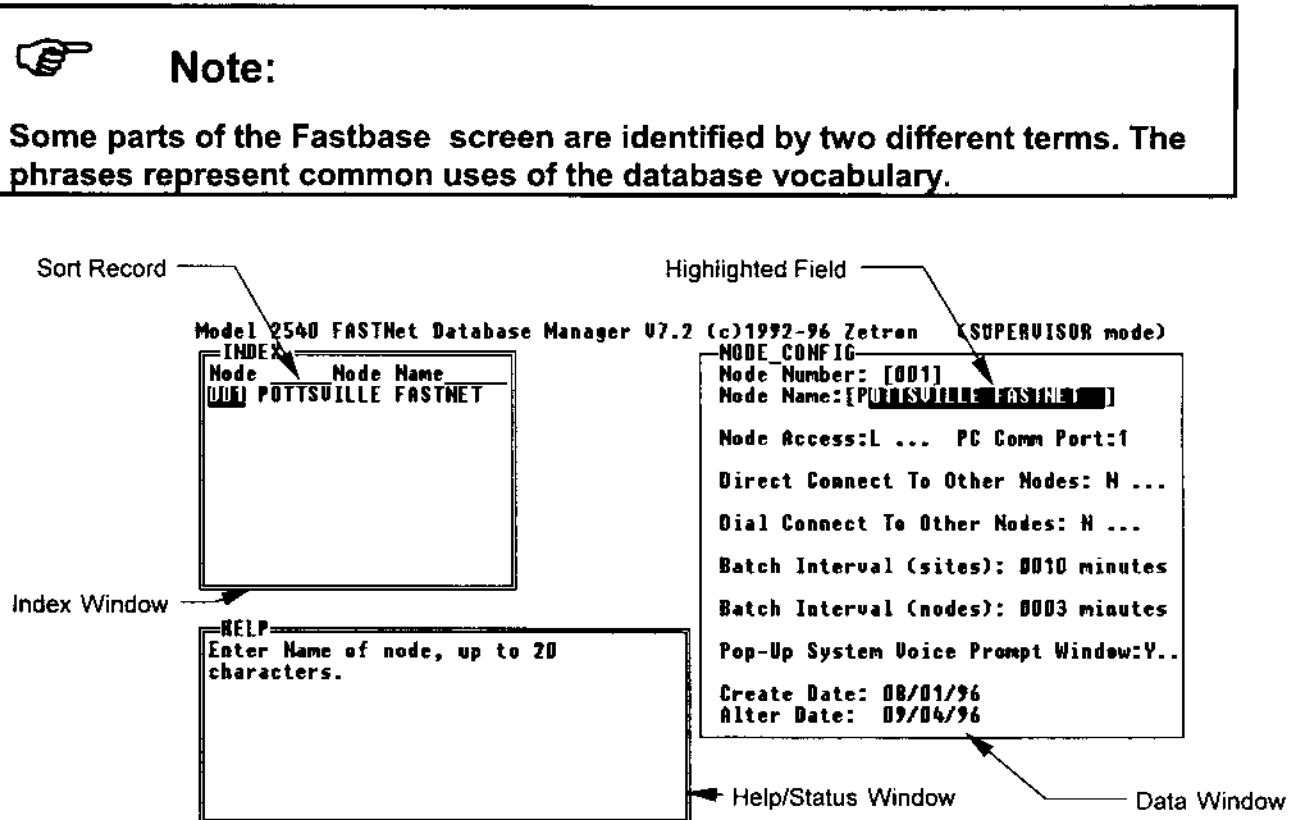 Note:
Some parts of the Fastbase screen are identified by two different terms. The
phrases represent common uses of the database vocabulary.
Sort Record
Highlighted Field
Model 2540 FASTNet Database Manager V7.2 (c)1992-96 Zetron (SUPERVISOR mode)
INDEX
Node Node Name
001 POTTSVILLE FASTNET
NODE_CONFIG
Node Number: [001]
Node Name:[POTTSVILLE FASTNET ]
Node Access:L ... PC Comm Port:1
Direct Connect To Other Nodes: N ...
Dial Connect To Other Nodes: N ...
Batch Interval (sites): 0010 minutes
Batch Interval (nodes): 0003 minutes
Pop-Up System Voice Prompt Window:Y..
Create Date: 08/01/96
Alter Date: 09/04/96
Index Window
HELP
Enter Name of node, up to 20
characters.
Help/Status Window
Data Window